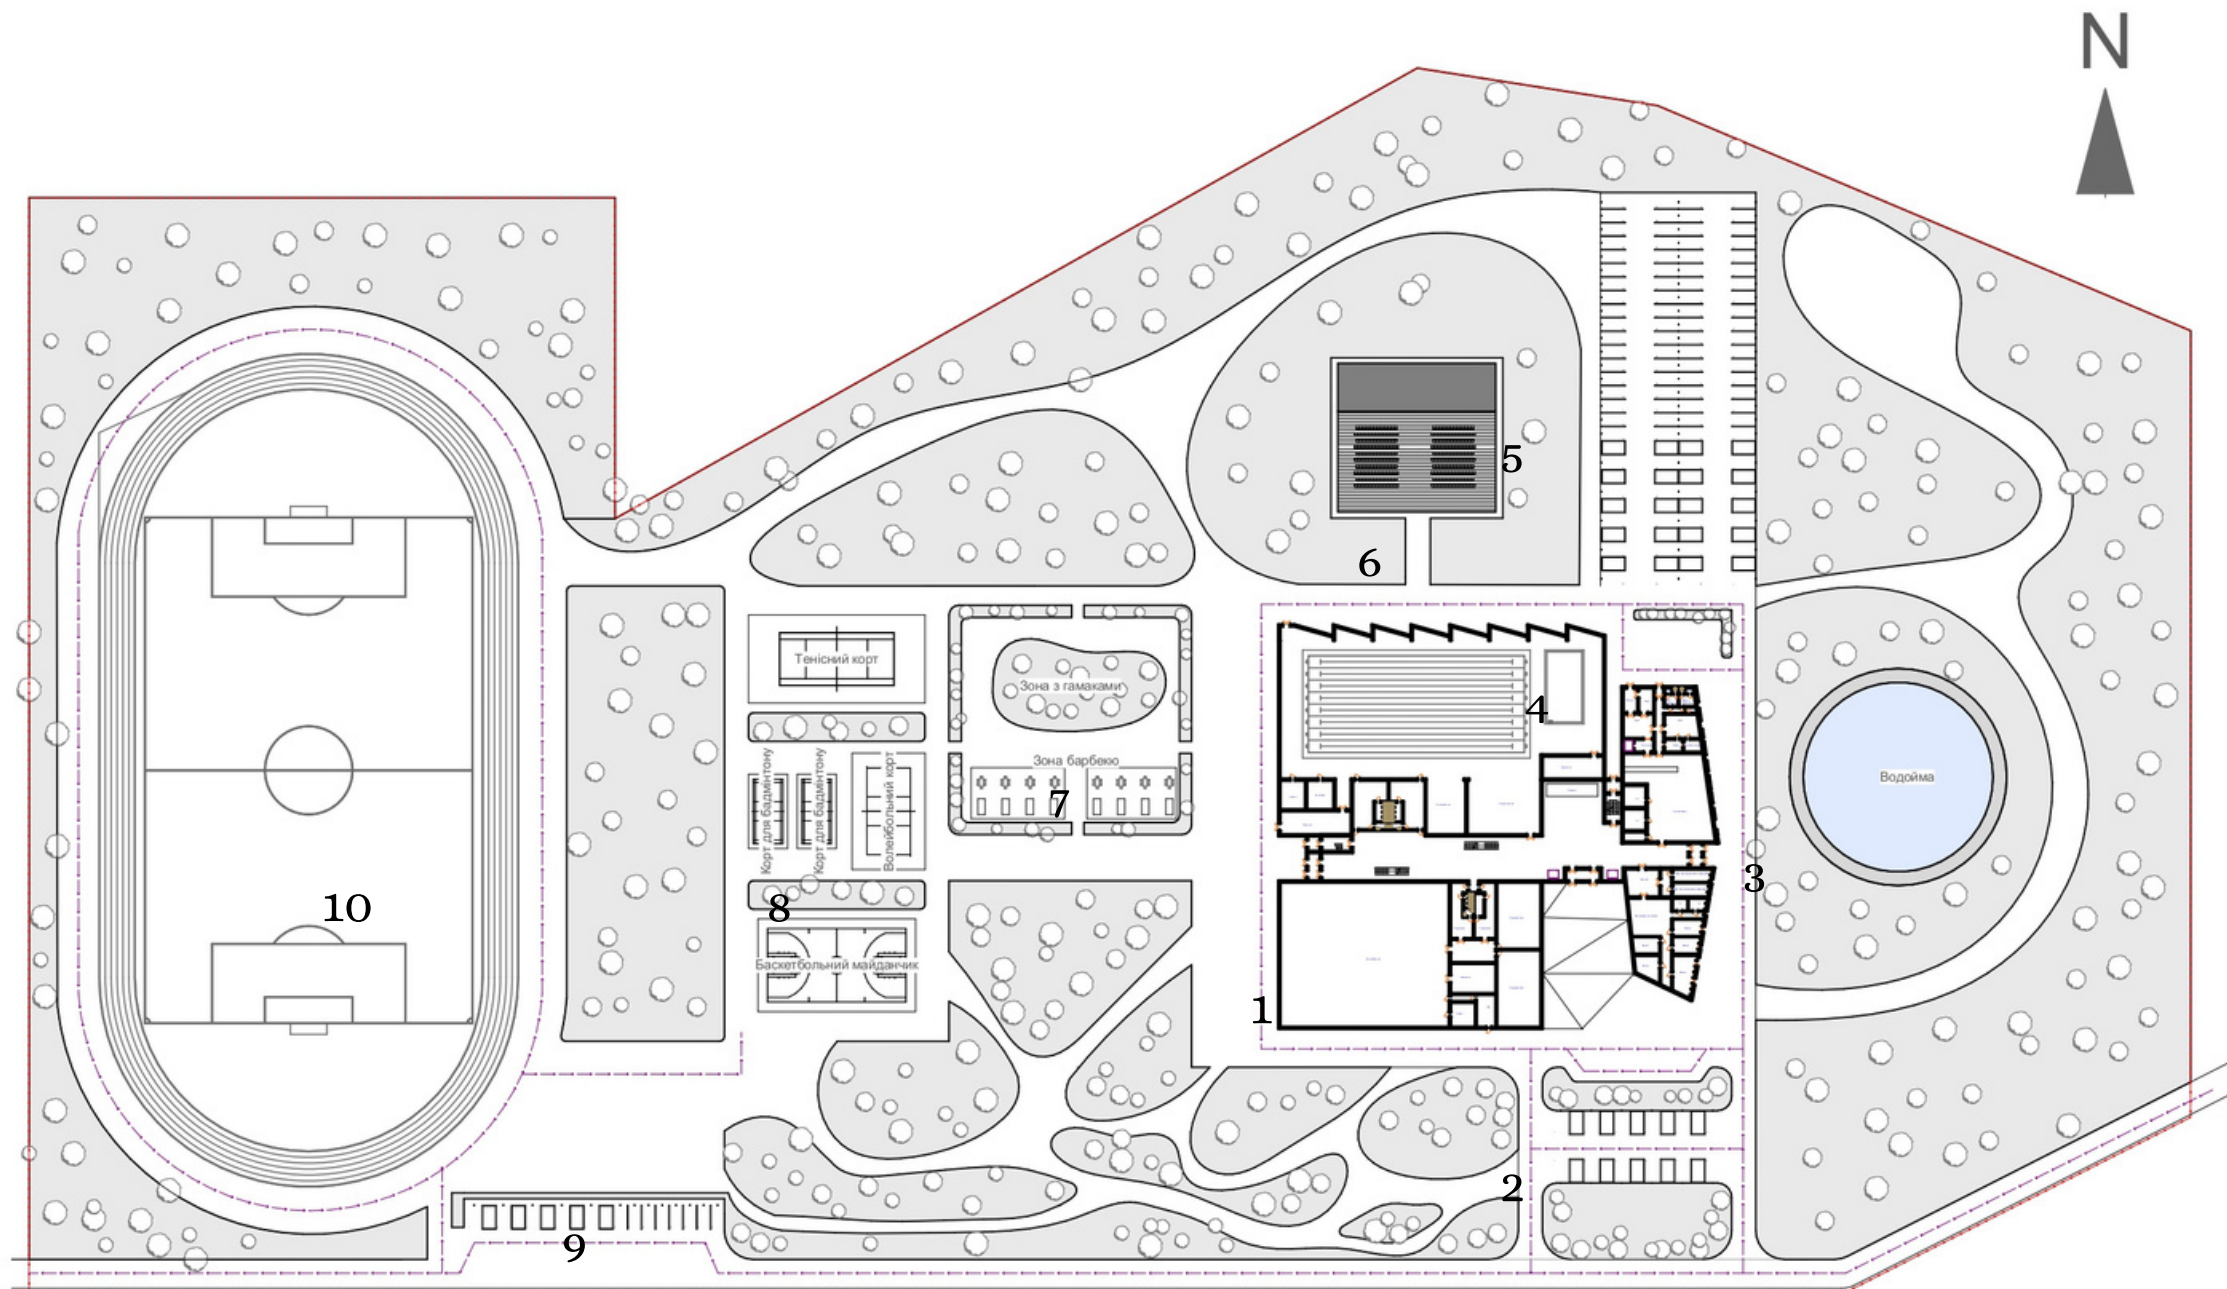 N
5
6
Тенісний корт
Зона з гамаками
4
Зона барбекю
7
Водойма
Корт для бадмінтону
Корт для бадмінтону
Волейбольний корт
3
10
8
Баскетбольний майданчик
1
2
9